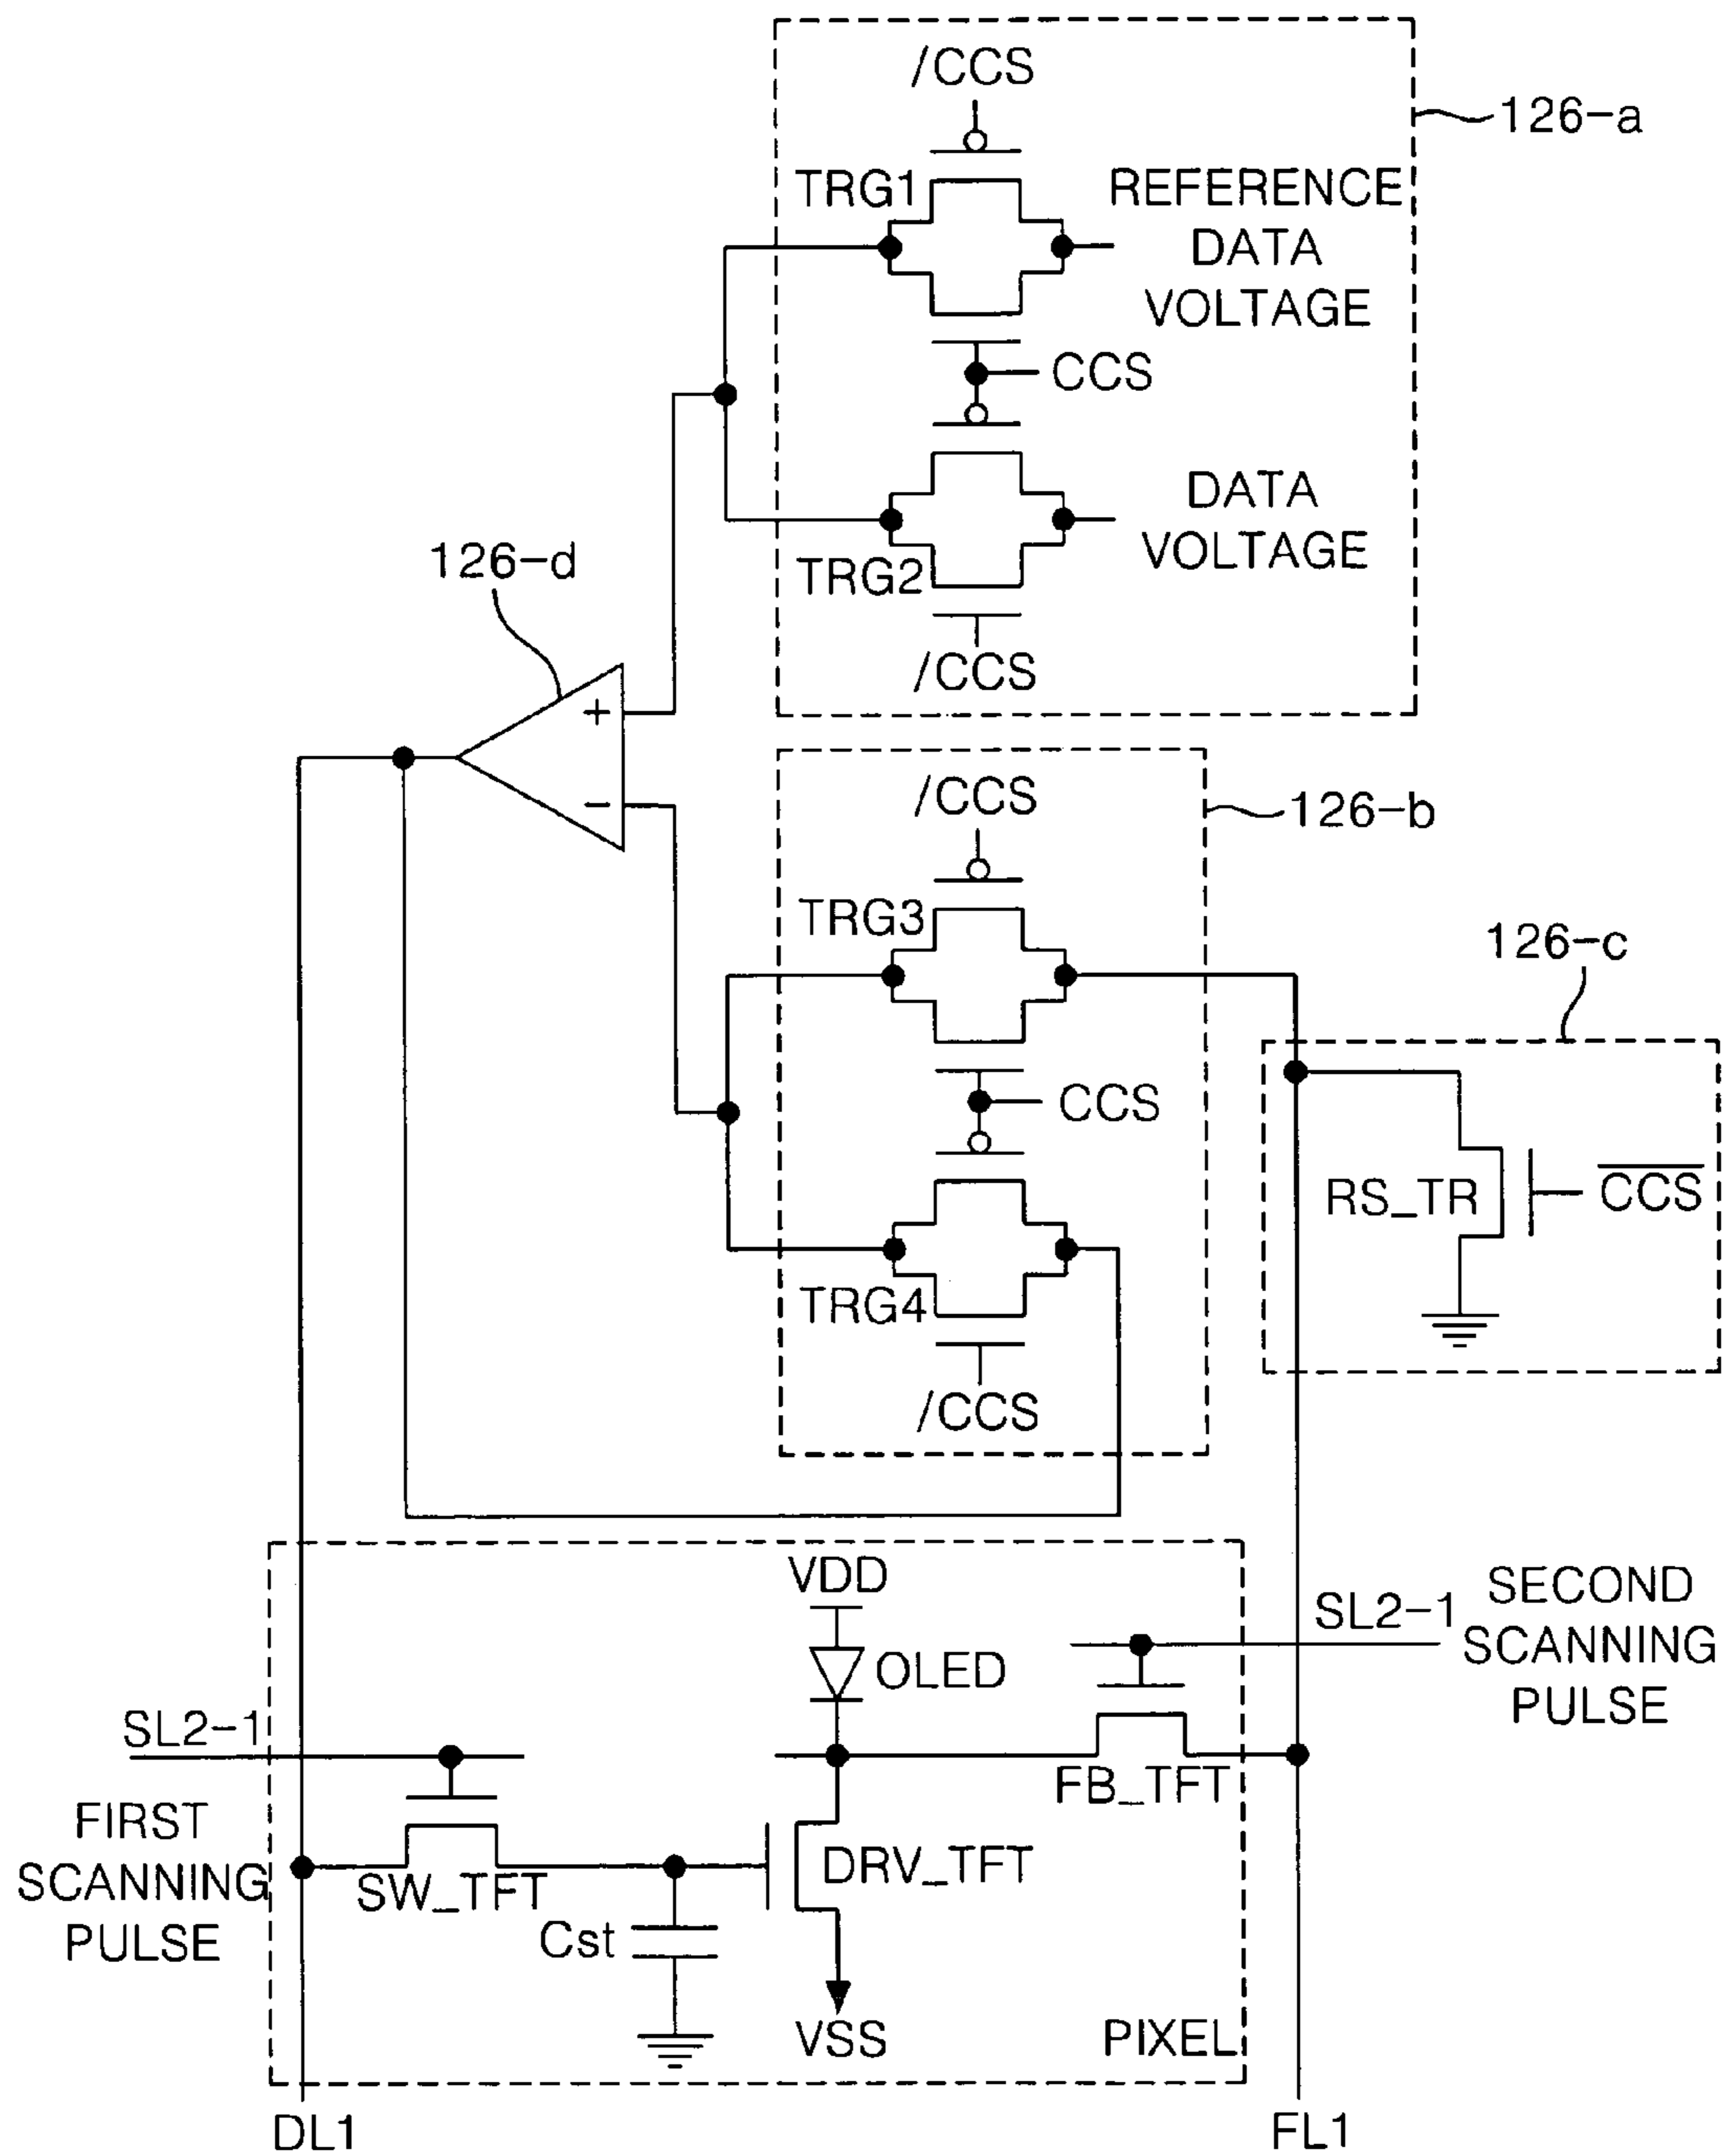 /CCS
126-a
TRG1
REFERENCE
DATA
VOLTAGE
CCS
DATA
VOLTAGE
TRG2
/CCS
126-d
+
−
/CCS
126-b
TRG3
126-c
CCS
RS_TR
CCS
TRG4
/CCS
VDD
OLED
SL2-1
SECOND
SCANNING
PULSE
SL2-1
FB_TFT
FIRST
SCANNING
PULSE
SW_TFT
DRV_TFT
Cst
VSS
PIXEL
DL1
FL1